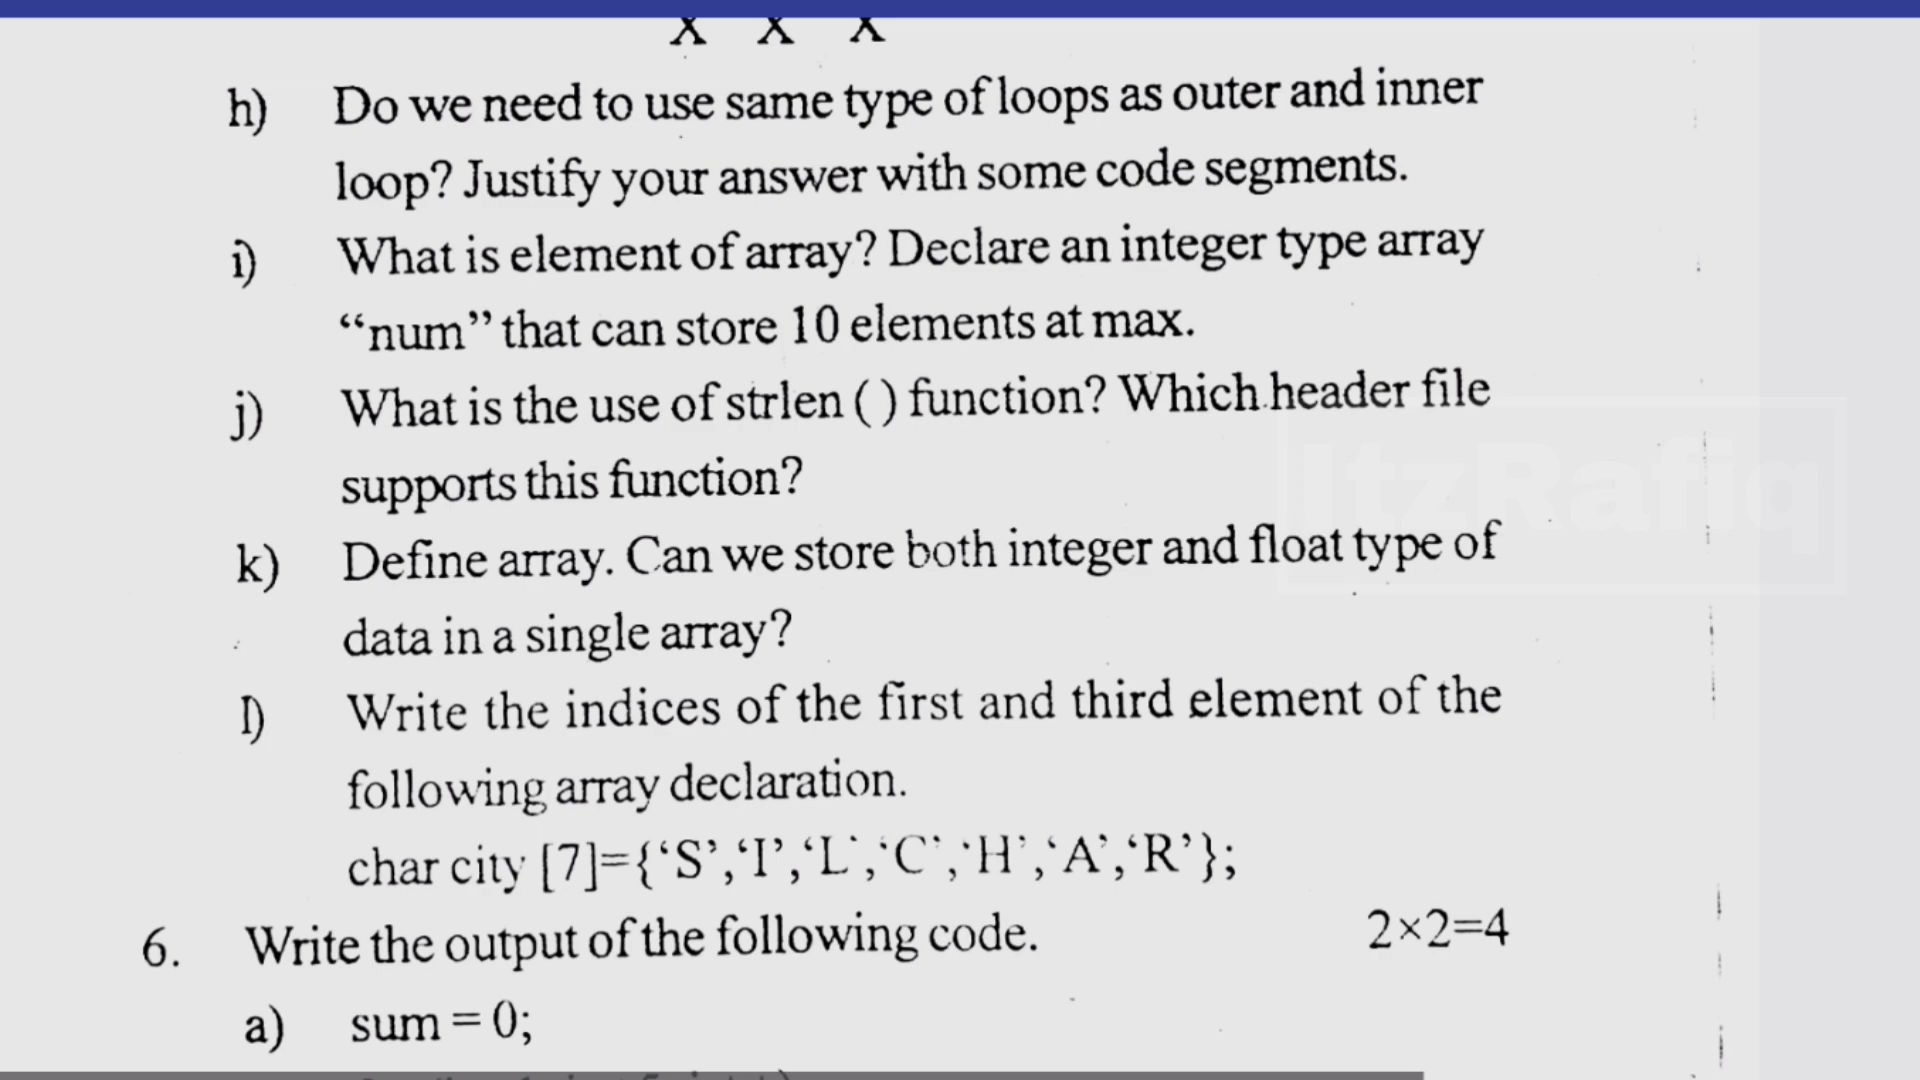 X X X
h) Do we need to use same type of loops as outer and inner
loop? Justify your answer with some code segments.
i) What is element of array? Declare an integer type array
“num” that can store 10 elements at max.
j) What is the use of strlen ( ) function? Which header file
supports this function?
k) Define array. Can we store both integer and float type of
data in a single array?
l) Write the indices of the first and third element of the
following array declaration.
char city [7]={‘S’,‘I’,‘L’,‘C’,‘H’,‘A’,‘R’};
6. Write the output of the following code. 2×2=4
a) sum = 0;
ItzRafiq